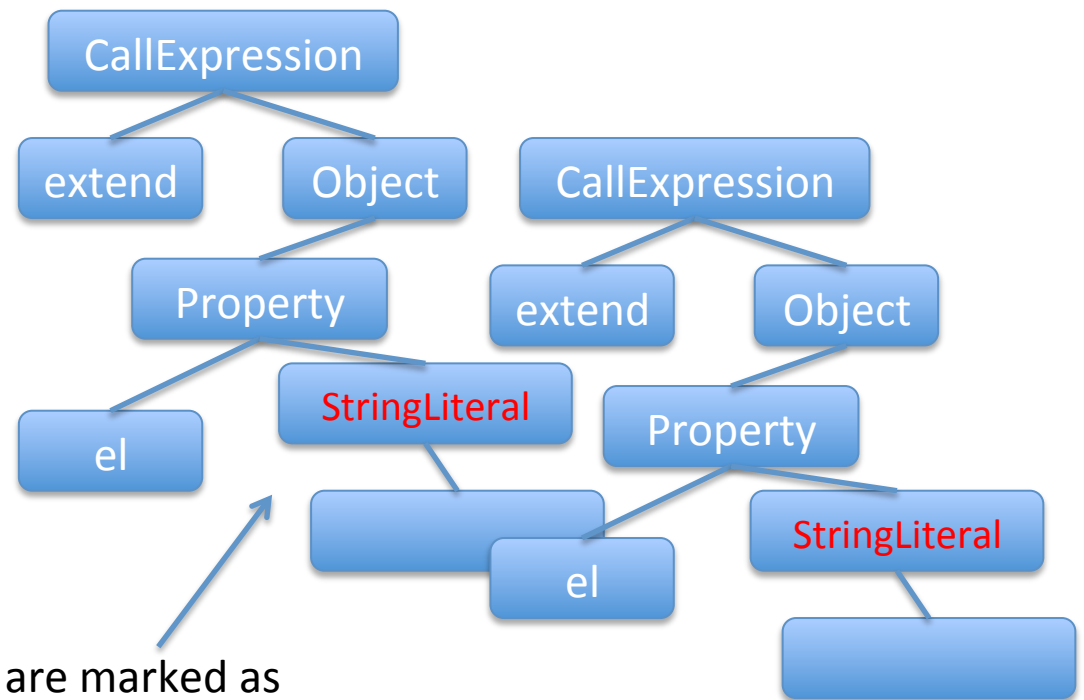 CallExpression
extend
Object
Property
el
StringLiteral
CallExpression
extend
Object
Property
el
StringLiteral
are marked as